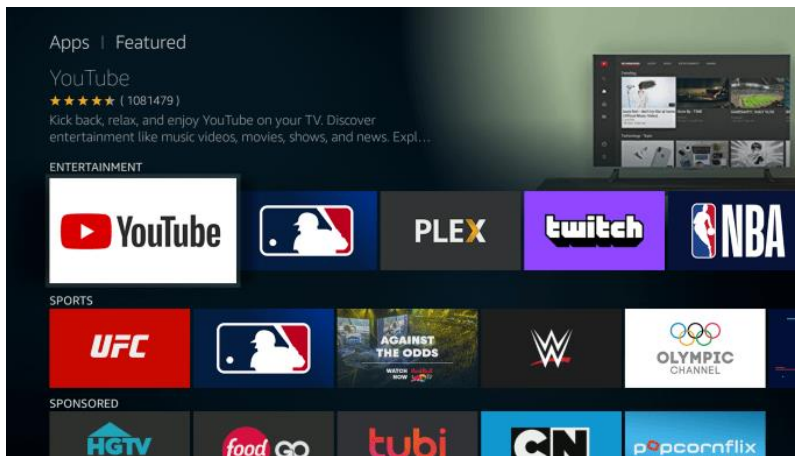 Apps | Featured
YouTube
( 1081479 )
Kick back, relax, and enjoy YouTube on your TV. Discover
entertainment like music videos, movies, shows, and news. Expl...
ENTERTAINMENT
YouTube
PLEX
twitch
NBA
SPORTS
UFC
AGAINST
THE ODDS
WATCH
NOW
W
OLYMPIC
CHANNEL
SPONSORED
HGTV
food GO
tubi
CN
popcornflix